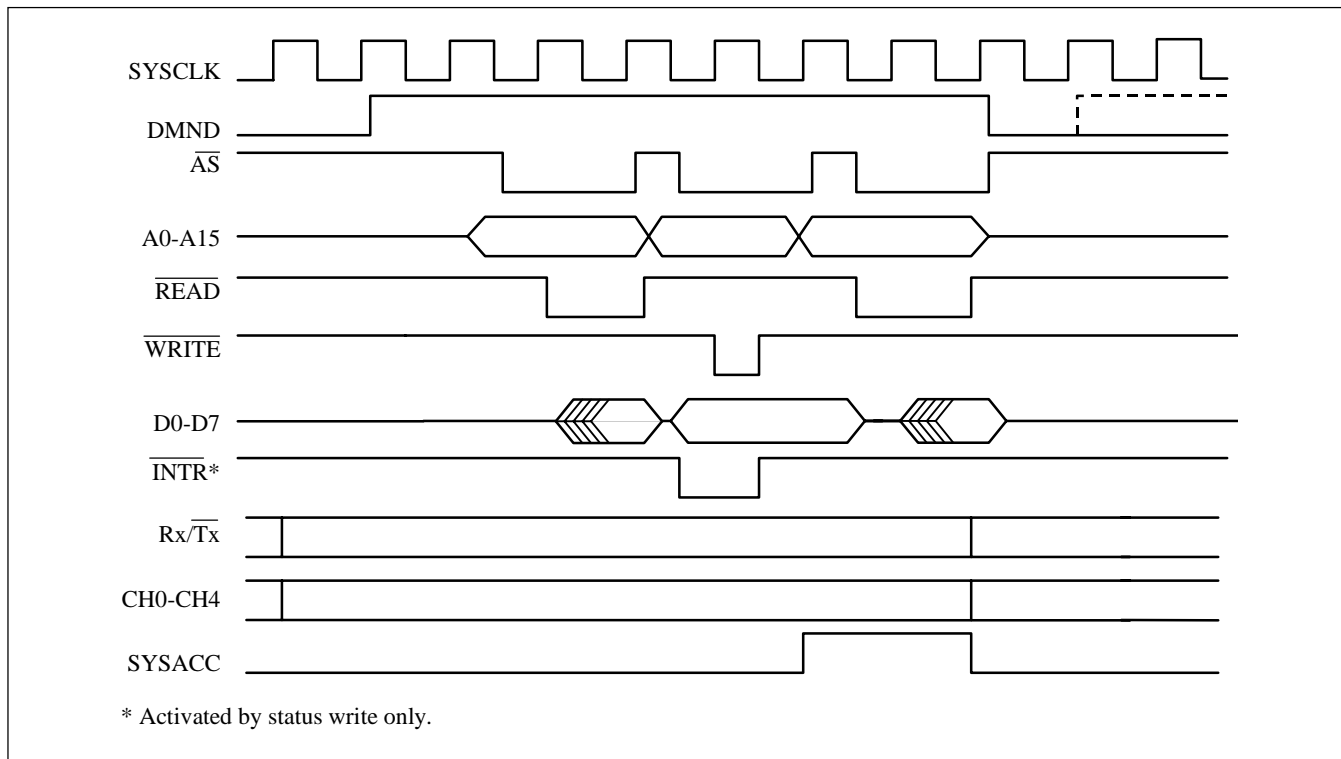 SYSCLK
DMND
AS
A0-A15
READ
WRITE
D0-D7
INTR*
Rx/Tx
CH0-CH4
SYSACC
* Activated by status write only.